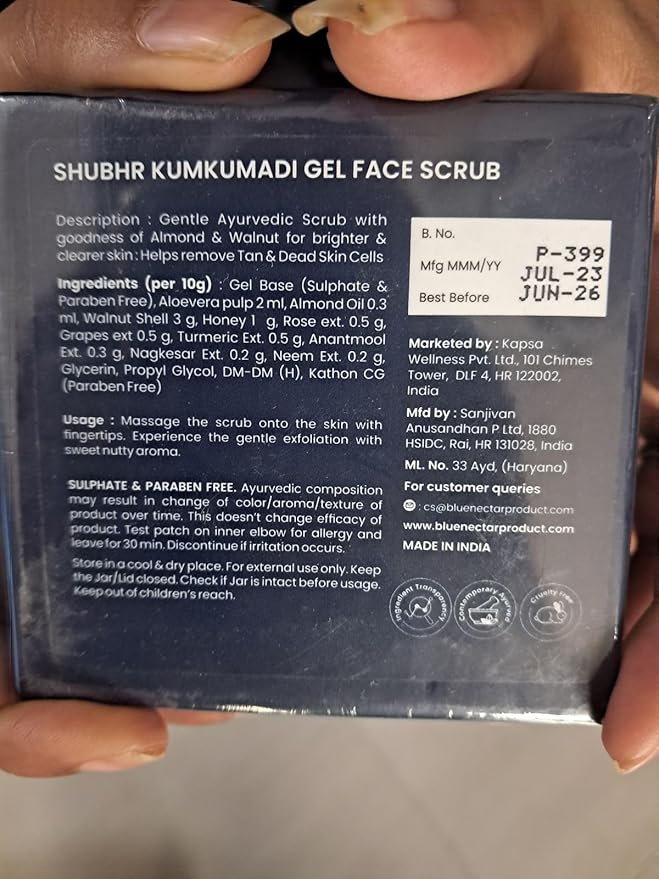 SHUBHR KUMKUMADI GEL FACE SCRUB
Description : Gentle Ayurvedic Scrub with
goodness of Almond & Walnut for brighter &
clearer skin : Helps remove Tan & Dead Skin Cells
Ingredients (per 10g) : Gel Base (Sulphate &
Paraben Free), Aloevera pulp 2 ml, Almond Oil 0.3
ml, Walnut Shell 3 g, Honey 1 g, Rose ext. 0.5 g,
Grapes ext 0.5 g, Turmeric Ext. 0.5 g, Anantmool
Ext. 0.3 g, Nagkesar Ext. 0.2 g, Neem Ext. 0.2 g,
Glycerin, Propyl Glycol, DM-DM (H), Kathon CG
(Paraben Free)
Usage : Massage the scrub onto the skin with
fingertips. Experience the gentle exfoliation with
sweet nutty aroma.
SULPHATE & PARABEN FREE. Ayurvedic composition
may result in change of color/aroma/texture of
product over time. This doesn't change efficacy of
product. Test patch on inner elbow for allergy and
leave for 30 min. Discontinue if irritation occurs.
Store in a cool & dry place. For external use only. Keep
the Jar/Lid closed. Check if Jar is intact before usage.
Keep out of children's reach.
B. No. P-399
Mfg MMM/YY JUL-23
Best Before JUN-26
Marketed by : Kapsa
Wellness Pvt. Ltd., 101 Chimes
Tower, DLF 4, HR 122002,
India
Mfd by : Sanjivan
Anusandhan P Ltd, 1880
HSIDC, Rai, HR 131028, India
ML. No. 33 Ayd, (Haryana)
For customer queries
: cs@bluenectarproduct.com
www.bluenectarproduct.com
MADE IN INDIA
Ingredient Transparency
Contemporary Ayurveda
Cruelty Free